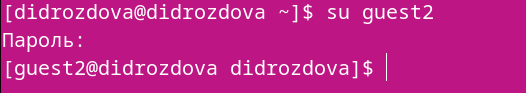 [didrozdova@didrozdova ~]$ su guest2
Пароль:
[guest2@didrozdova didrozdova]$